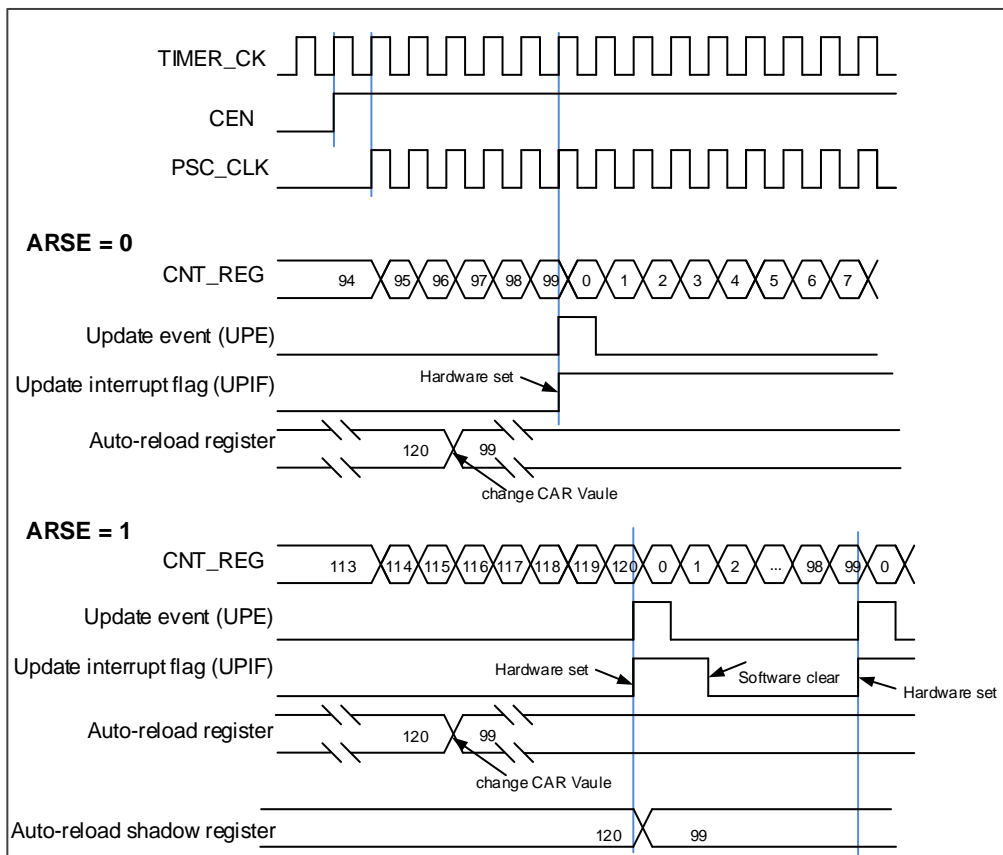 TIMER_CK
CEN
PSC_CLK
ARSE = 0
CNT_REG 94 95 96 97 98 99 0 1 2 3 4 5 6 7
Update event (UPE)
Update interrupt flag (UPIF) Hardware set
Auto-reload register 120 99
change CAR Vaule
ARSE = 1
CNT_REG 113 114 115 116 117 118 119 120 0 1 2 ... 98 99 0
Update event (UPE)
Update interrupt flag (UPIF) Hardware set Software clear Hardware set
Auto-reload register 120 99
change CAR Vaule
Auto-reload shadow register 120 99